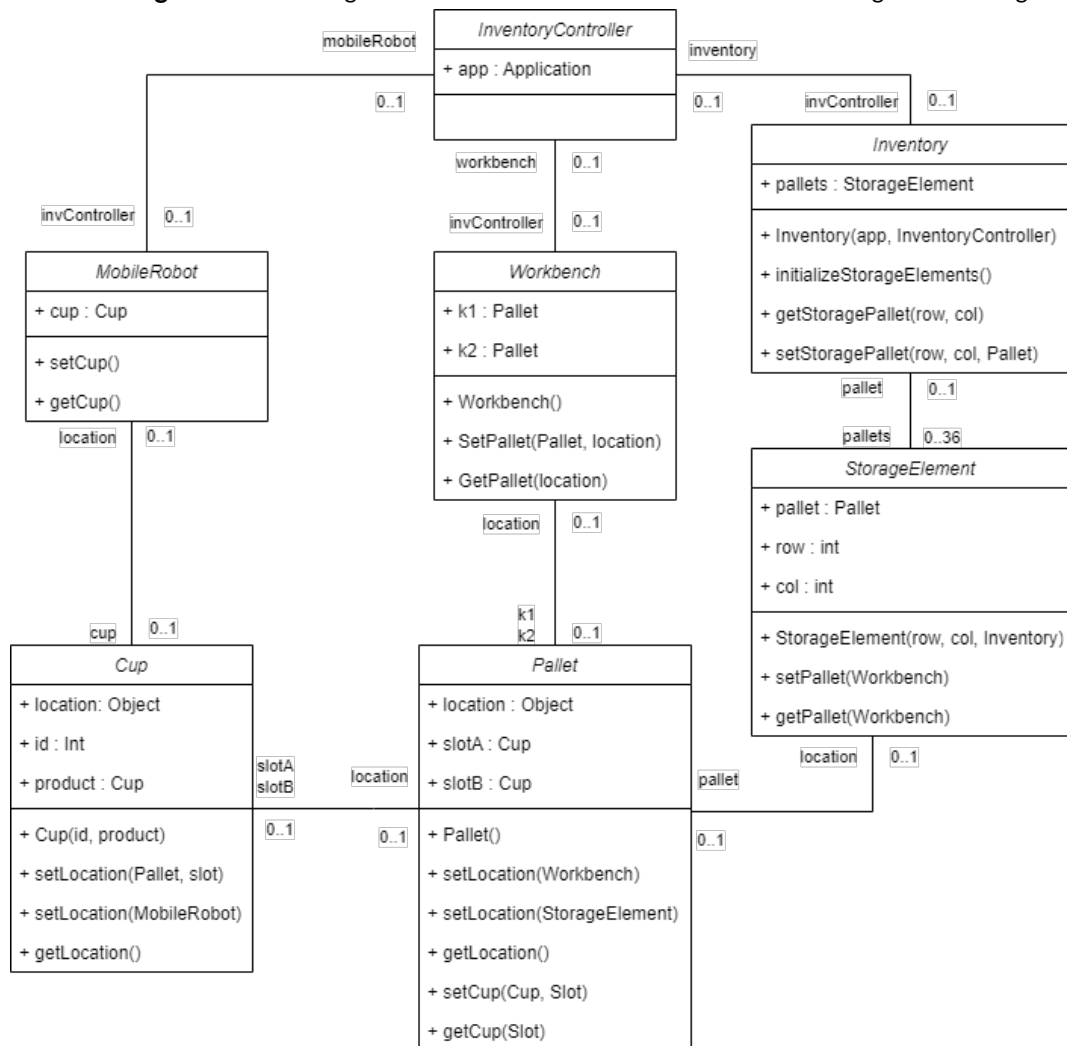 InventoryController
+ app : Application
mobileRobot
0..1
inventory
0..1
invController
0..1
workbench
0..1
invController
0..1
invController
0..1
Inventory
+ pallets : StorageElement
+ Inventory(app, InventoryController)
+ initializeStorageElements()
+ getStoragePallet(row, col)
+ setStoragePallet(row, col, Pallet)
MobileRobot
+ cup : Cup
+ setCup()
+ getCup()
Workbench
+ k1 : Pallet
+ k2 : Pallet
+ Workbench()
+ SetPallet(Pallet, location)
+ GetPallet(location)
pallet
0..1
pallets
0..36
location
0..1
location
0..1
StorageElement
+ pallet : Pallet
+ row : int
+ col : int
+ StorageElement(row, col, Inventory)
+ setPallet(Workbench)
+ getPallet(Workbench)
cup
0..1
k1
k2
0..1
Cup
+ location: Object
+ id : Int
+ product : Cup
+ Cup(id, product)
+ setLocation(Pallet, slot)
+ setLocation(MobileRobot)
+ getLocation()
slotA
slotB
0..1
location
0..1
Pallet
+ location : Object
+ slotA : Cup
+ slotB : Cup
+ Pallet()
+ setLocation(Workbench)
+ setLocation(StorageElement)
+ getLocation()
+ setCup(Cup, Slot)
+ getCup(Slot)
location
0..1
pallet
0..1